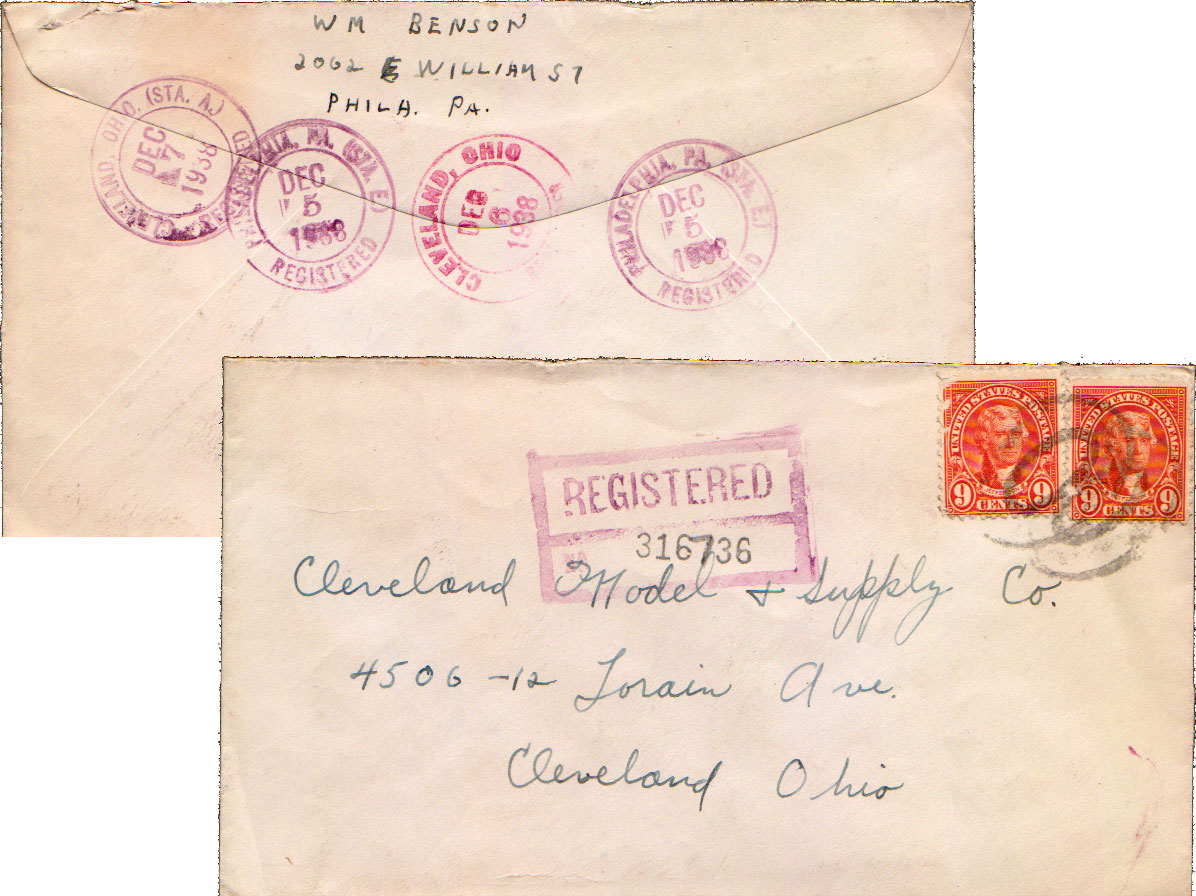 WM BENSON
2062 E WILLIAM ST
PHILA. PA.
CLEVELAND, OHIO. (STA. A.)
DEC
7
1938
REGISTERED
PHILADELPHIA, PA. (STA. E)
DEC
5
1938
REGISTERED
CLEVELAND, OHIO
DEC
6
1938
PHILADELPHIA, PA. (STA. E)
DEC
5
1938
REGISTERED
UNITED STATES POSTAGE
9 CENTS 9
UNITED STATES POSTAGE
9 CENTS 9
REGISTERED
NO. 316736
Cleveland Model & Supply Co.
4506-12 Lorain Ave.
Cleveland Ohio